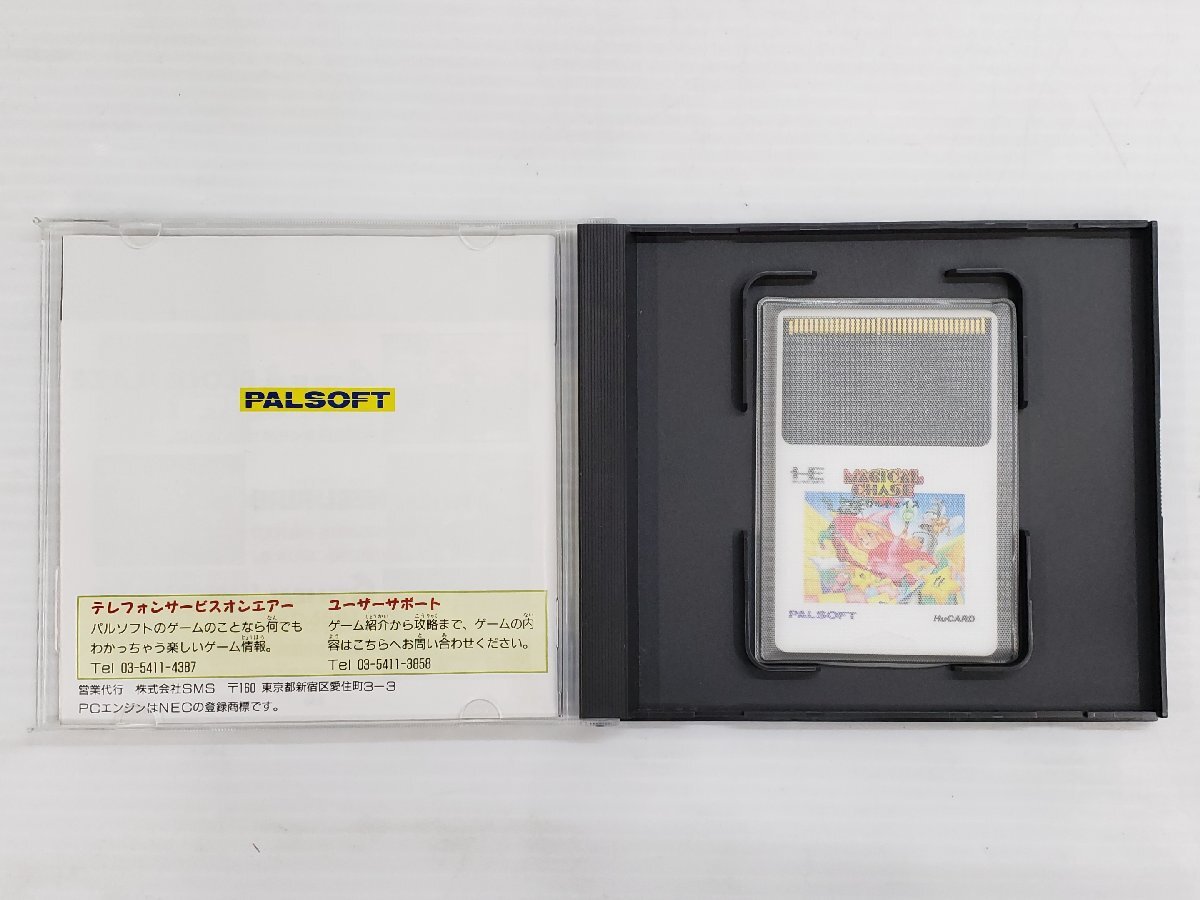 PALSOFT
テレフォンサービスオンエアー
パルソフトのゲームのことなら何でも
わかっちゃう楽しいゲーム情報。
Tel 03-5411-4387
ユーザーサポート
ゲーム紹介から攻略まで、ゲームの内
容はこちらへお問い合わせください。
Tel 03-5411-3858
営業代行 株式会社SMS 〒160 東京都新宿区愛住町3-3
PCエンジンはNECの登録商標です。
HE
MAGICAL
CHASE
PALSOFT
HuCARD